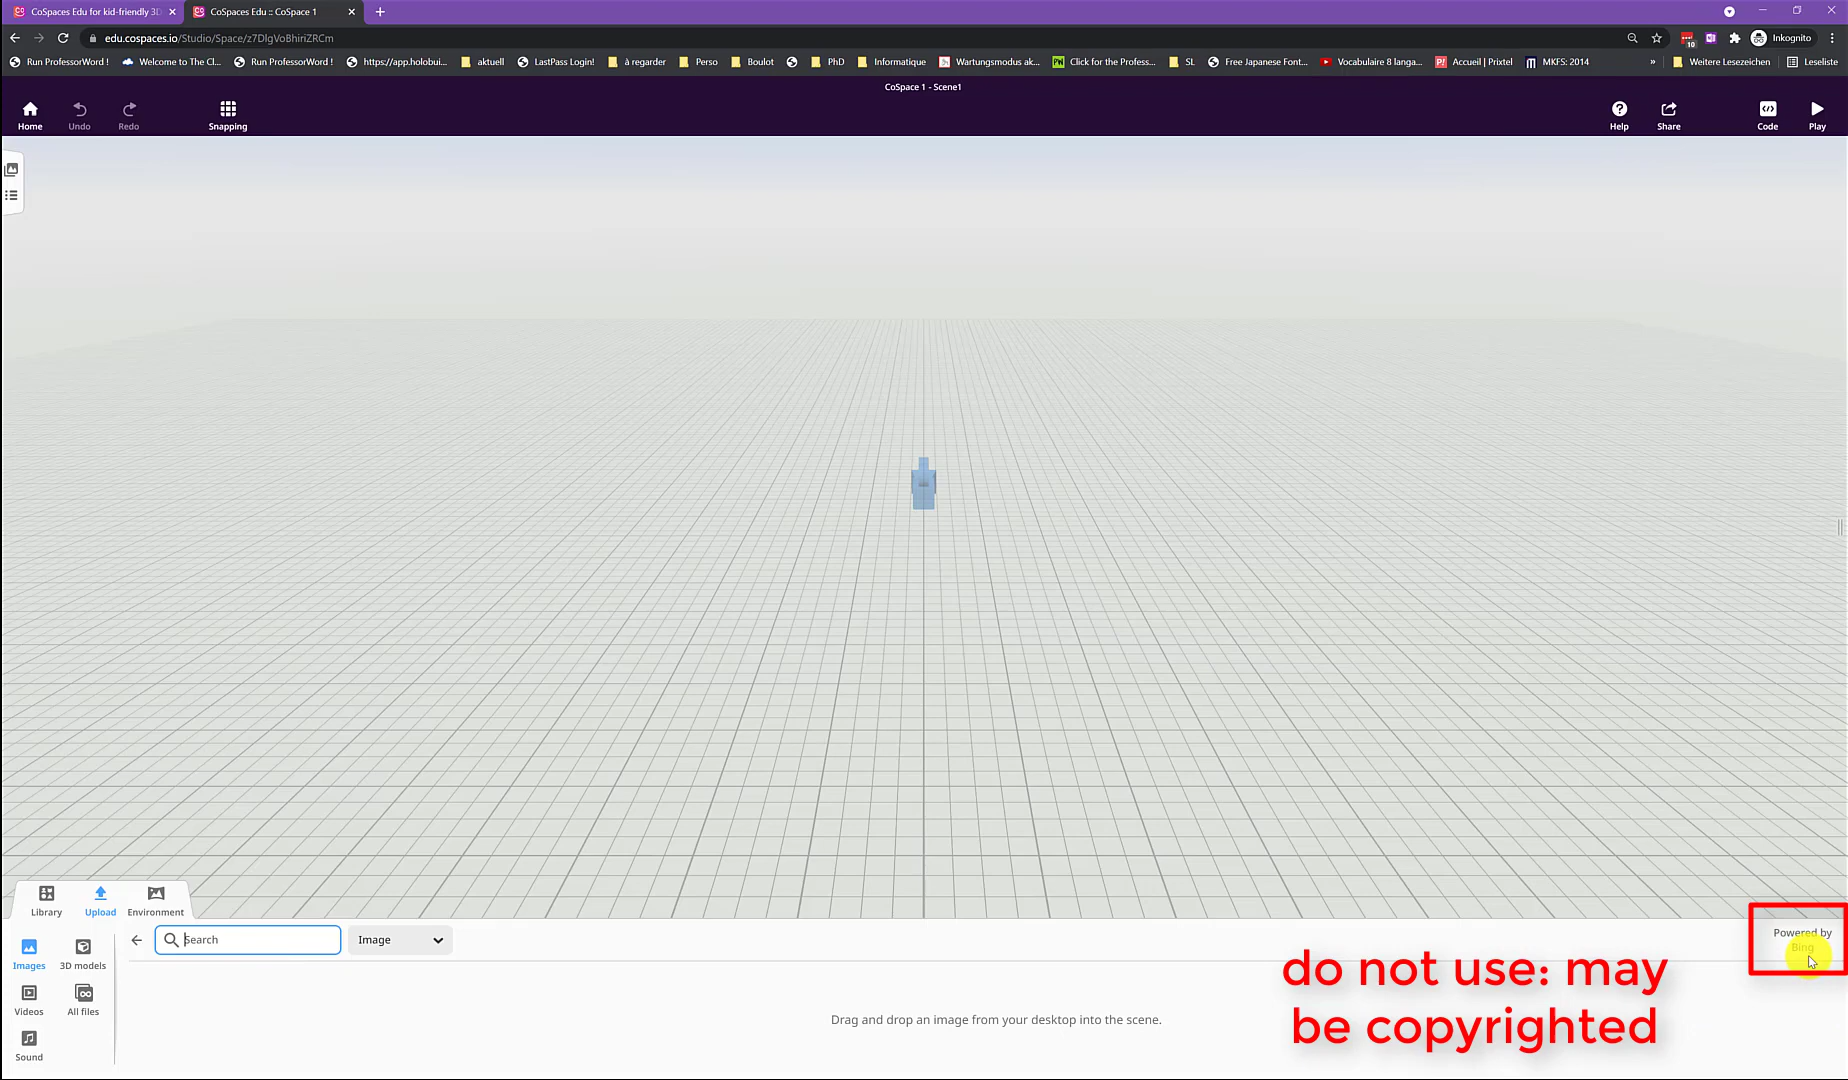 CoSpaces Edu for kid-friendly 3D
CoSpaces Edu :: CoSpace 1
edu.cospaces.io/Studio/Space/z7DlgVoBhiriZRCm
10
Inkognito
Run ProfessorWord !
Welcome to The Cl...
Run ProfessorWord !
https://app.holobui...
aktuell
LastPass Login!
à regarder
Perso
Boulot
PhD
Informatique
Wartungsmodus ak...
Click for the Profess...
SL
Free Japanese Font...
Vocabulaire 8 langa...
Accueil | Prixtel
MKFS: 2014
»
Weitere Lesezeichen
Leseliste
CoSpace 1 - Scene1
Home
Undo
Redo
Snapping
Help
Share
Code
Play
Library
Upload
Environment
Search
Image
Powered by
Bing
Images
3D models
Videos
All files
Sound
Drag and drop an image from your desktop into the scene.
do not use: may
be copyrighted